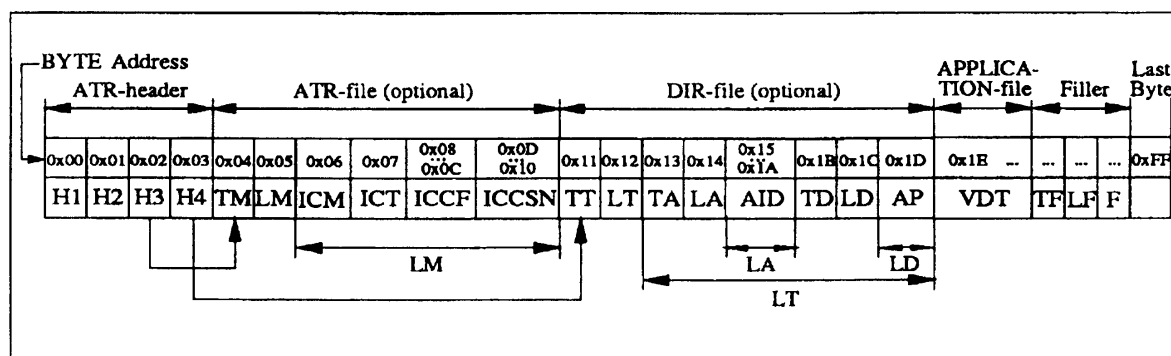 BYTE Address
ATR-header ATR-file (optional) DIR-file (optional) APPLICA-TION-file Filler Last Byte
0x00 0x01 0x02 0x03 0x04 0x05 0x06 0x07 0x08 ... 0x0C 0x0D ... 0x10 0x11 0x12 0x13 0x14 0x15 ... 0x1A 0x1B 0x1C 0x1D 0x1E ... ... ... ... 0xFF
H1 H2 H3 H4 TM LM ICM ICT ICCF ICCSN TT LT TA LA AID TD LD AP VDT TF LF F
LM LA LD
LT